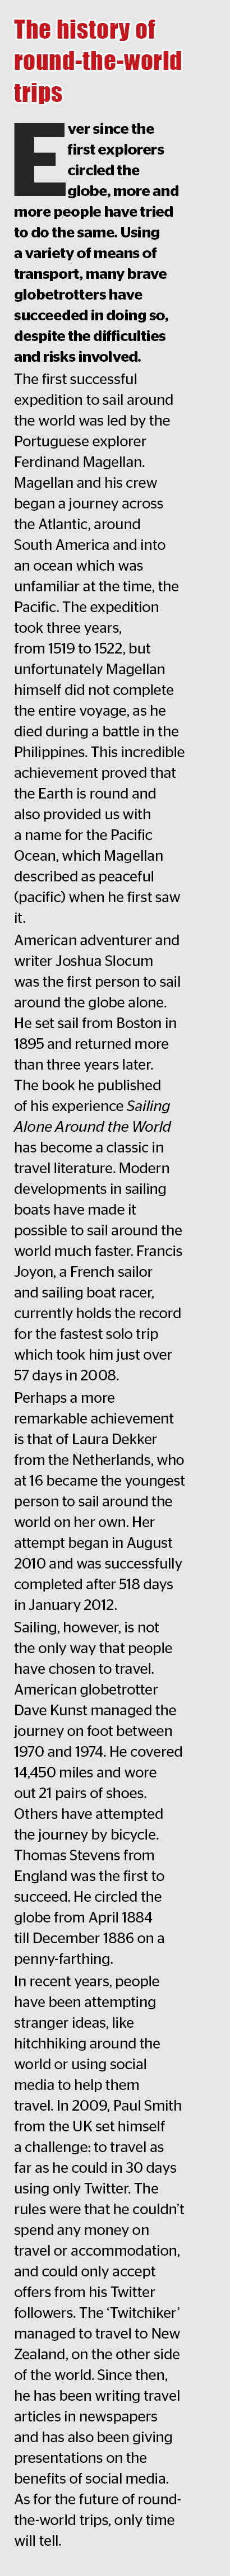 The history of
round-the-world
trips
Ever since the
first explorers
circled the
globe, more and
more people have tried
to do the same. Using
a variety of means of
transport, many brave
globetrotters have
succeeded in doing so,
despite the difficulties
and risks involved.
The first successful
expedition to sail around
the world was led by the
Portuguese explorer
Ferdinand Magellan.
Magellan and his crew
began a journey across
the Atlantic, around
South America and into
an ocean which was
unfamiliar at the time, the
Pacific. The expedition
took three years,
from 1519 to 1522, but
unfortunately Magellan
himself did not complete
the entire voyage, as he
died during a battle in the
Philippines. This incredible
achievement proved that
the Earth is round and
also provided us with
a name for the Pacific
Ocean, which Magellan
described as peaceful
(pacific) when he first saw
it.
American adventurer and
writer Joshua Slocum
was the first person to sail
around the globe alone.
He set sail from Boston in
1895 and returned more
than three years later.
The book he published
of his experience Sailing
Alone Around the World
has become a classic in
travel literature. Modern
developments in sailing
boats have made it
possible to sail around the
world much faster. Francis
Joyon, a French sailor
and sailing boat racer,
currently holds the record
for the fastest solo trip
which took him just over
57 days in 2008.
Perhaps a more
remarkable achievement
is that of Laura Dekker
from the Netherlands, who
at 16 became the youngest
person to sail around the
world on her own. Her
attempt began in August
2010 and was successfully
completed after 518 days
in January 2012.
Sailing, however, is not
the only way that people
have chosen to travel.
American globetrotter
Dave Kunst managed the
journey on foot between
1970 and 1974. He covered
14,450 miles and wore
out 21 pairs of shoes.
Others have attempted
the journey by bicycle.
Thomas Stevens from
England was the first to
succeed. He circled the
globe from April 1884
till December 1886 on a
penny-farthing.
In recent years, people
have been attempting
stranger ideas, like
hitchhiking around the
world or using social
media to help them
travel. In 2009, Paul Smith
from the UK set himself
a challenge: to travel as
far as he could in 30 days
using only Twitter. The
rules were that he couldn't
spend any money on
travel or accommodation,
and could only accept
offers from his Twitter
followers. The 'Twitchiker'
managed to travel to New
Zealand, on the other side
of the world. Since then,
he has been writing travel
articles in newspapers
and has also been giving
presentations on the
benefits of social media.
As for the future of round-
the-world trips, only time
will tell.